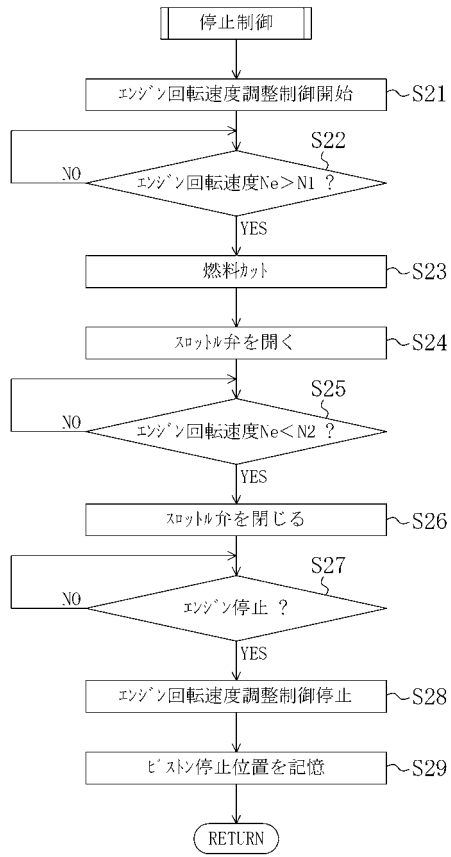 停止制御
エンジン回転速度調整制御開始
S21
S22
エンジン回転速度Ne>N1 ?
NO
YES
燃料カット
S23
スロットル弁を開く
S24
S25
エンジン回転速度Ne<N2 ?
NO
YES
スロットル弁を閉じる
S26
S27
エンジン停止 ?
NO
YES
エンジン回転速度調整制御停止
S28
ピストン停止位置を記憶
S29
RETURN